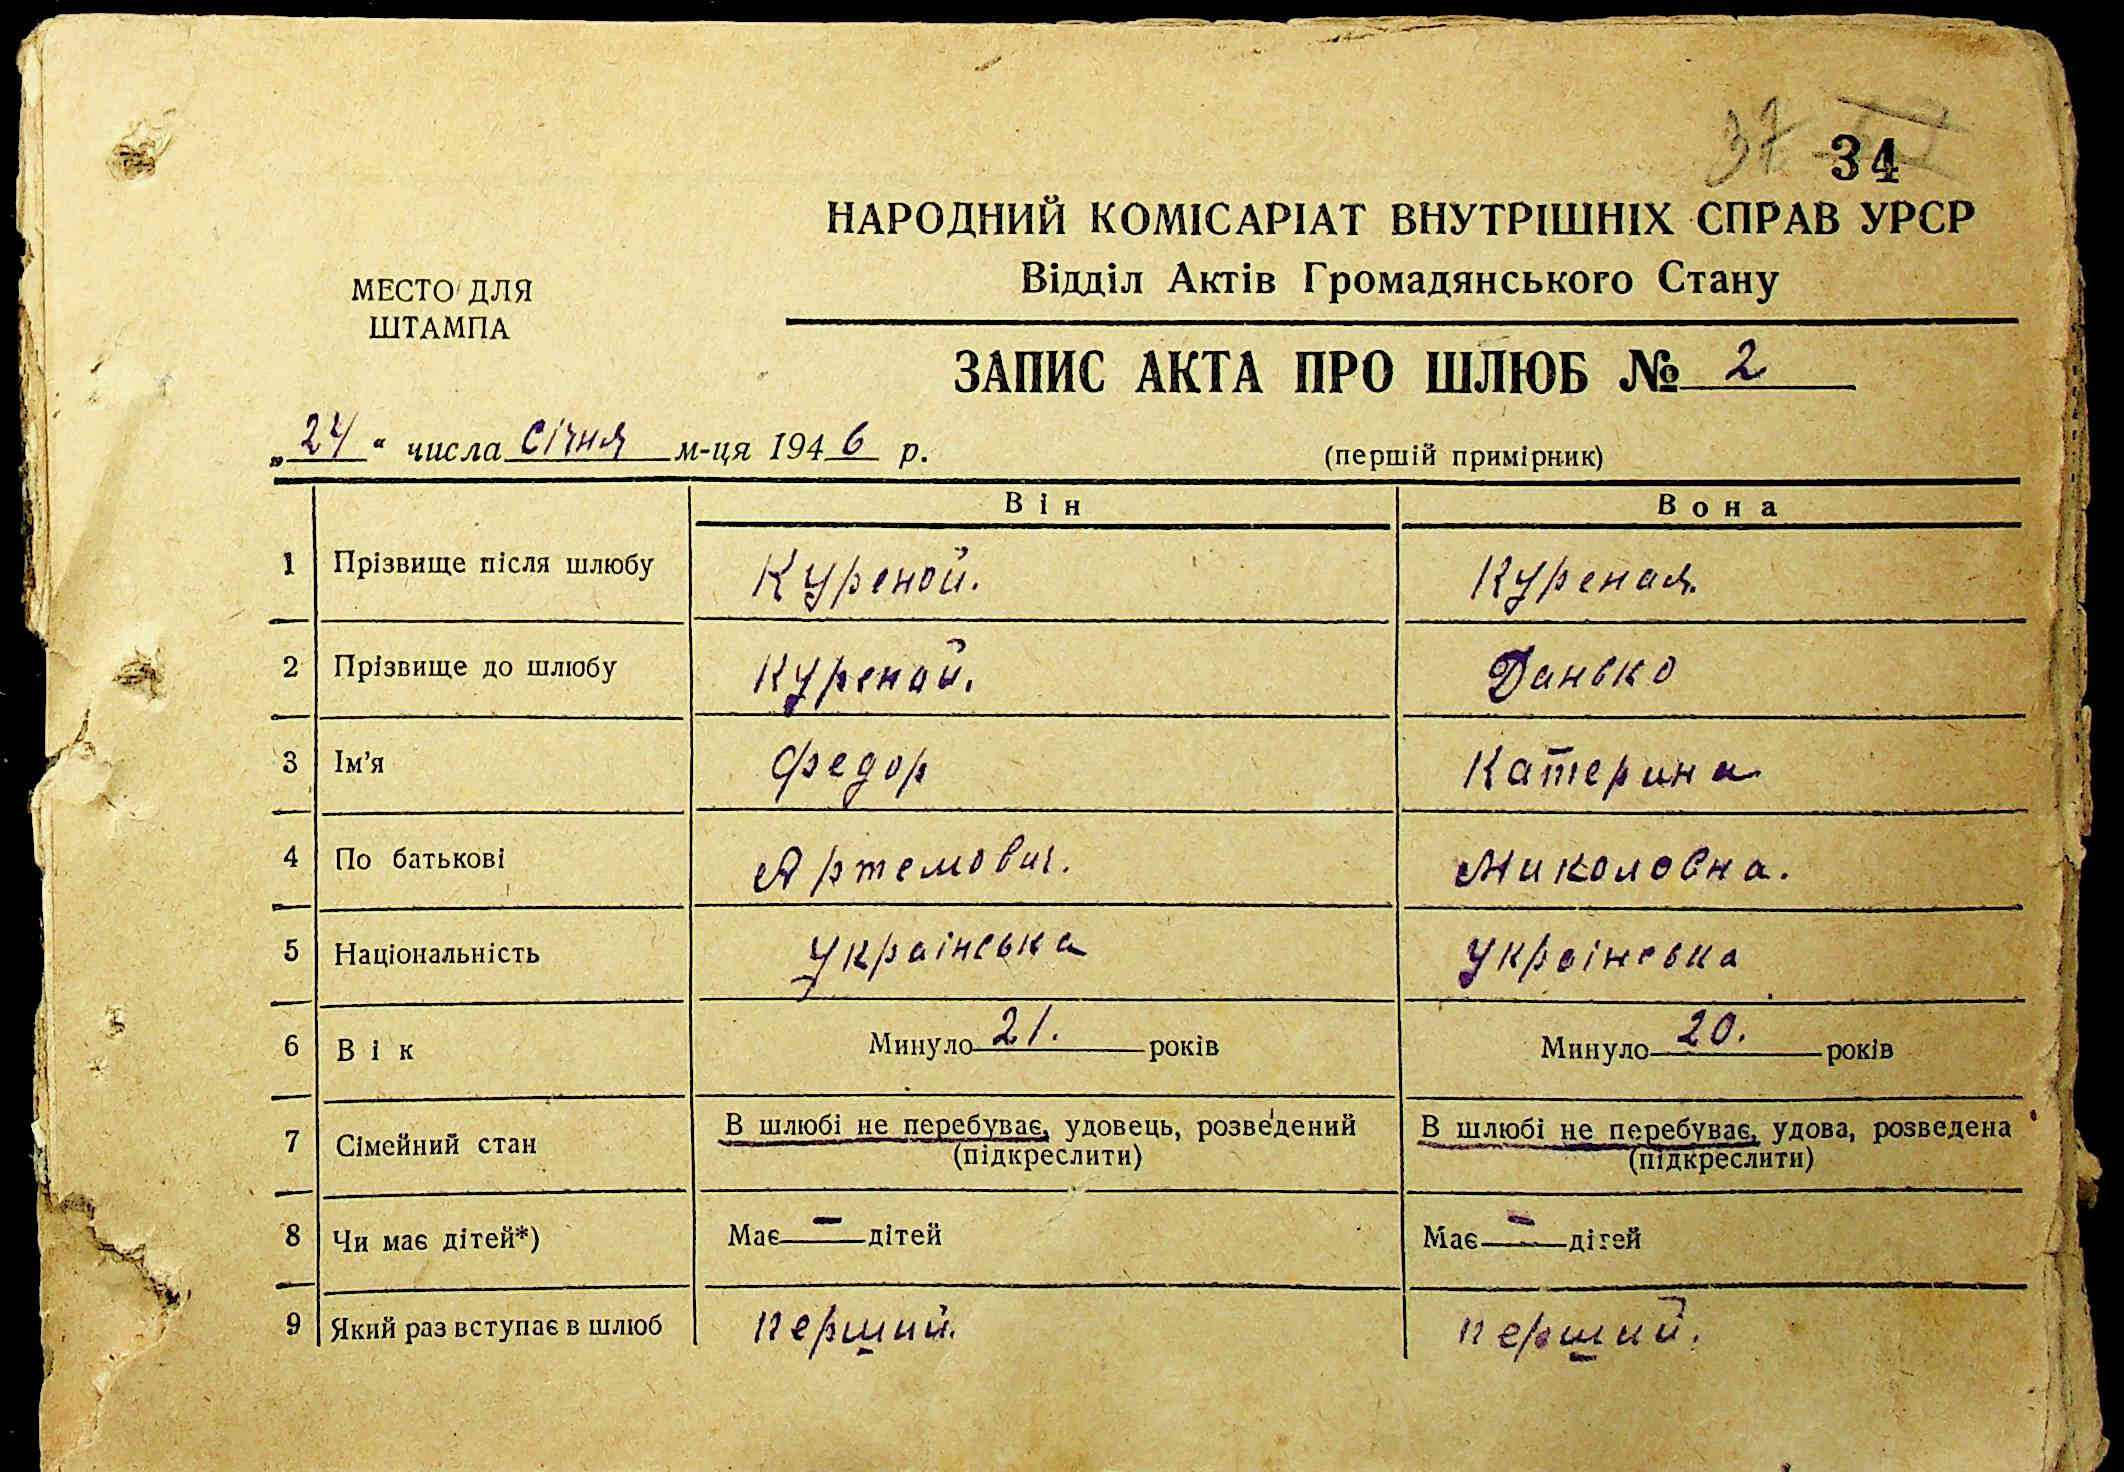 37
34
НАРОДНИЙ КОМІСАРІАТ ВНУТРІШНІХ СПРАВ УРСР
Відділ Актів Громадянського Стану
МЕСТО ДЛЯ
ШТАМПА
ЗАПИС АКТА ПРО ШЛЮБ № 2
„24“ числа січня м-ця 1946 р. (першій примірник)
Він Вона
1 Прізвище після шлюбу Куреной. Куреная.
2 Прізвище до шлюбу Куреной. Данько
3 Ім'я Федор Катерина
4 По батькові Артемович. Миколовна.
5 Національність Українська Українська
6 Вік Минуло 21. років Минуло 20. років
7 Сімейний стан В шлюбі не перебуває, удовець, розведений В шлюбі не перебуває, удова, розведена
(підкреслити) (підкреслити)
8 Чи має дітей*) Має — дітей Має — дітей
9 Який раз вступає в шлюб перший. перший.